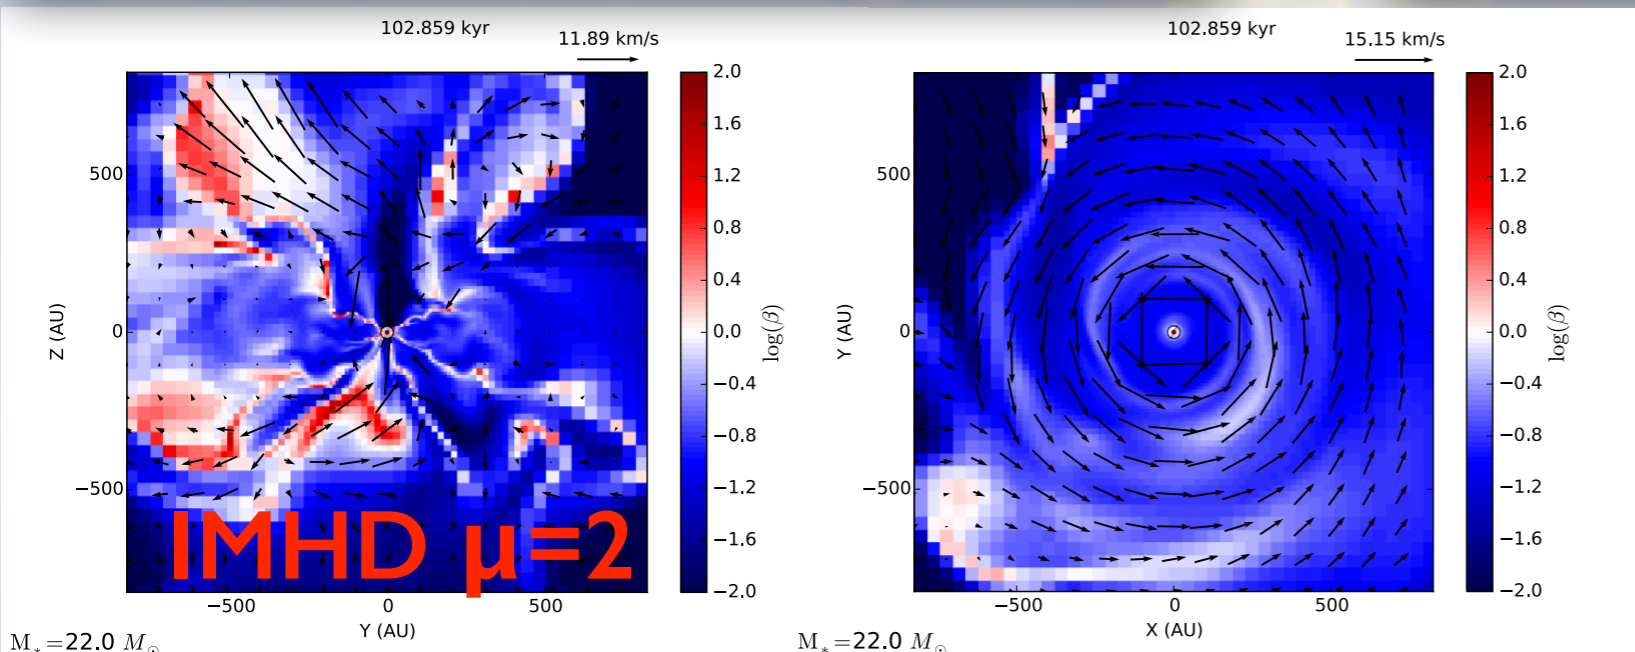 102.859 kyr
11.89 km/s
2.0
1.6
1.2
0.8
0.4
0.0
−0.4
−0.8
−1.2
−1.6
−2.0
log(β)
500
0
−500
Z (AU)
−500 0 500
Y (AU)
IMHD μ=2
M* =22.0 M☉
102.859 kyr
15.15 km/s
2.0
1.6
1.2
0.8
0.4
0.0
−0.4
−0.8
−1.2
−1.6
−2.0
log(β)
500
0
−500
Y (AU)
−500 0 500
X (AU)
M* =22.0 M☉